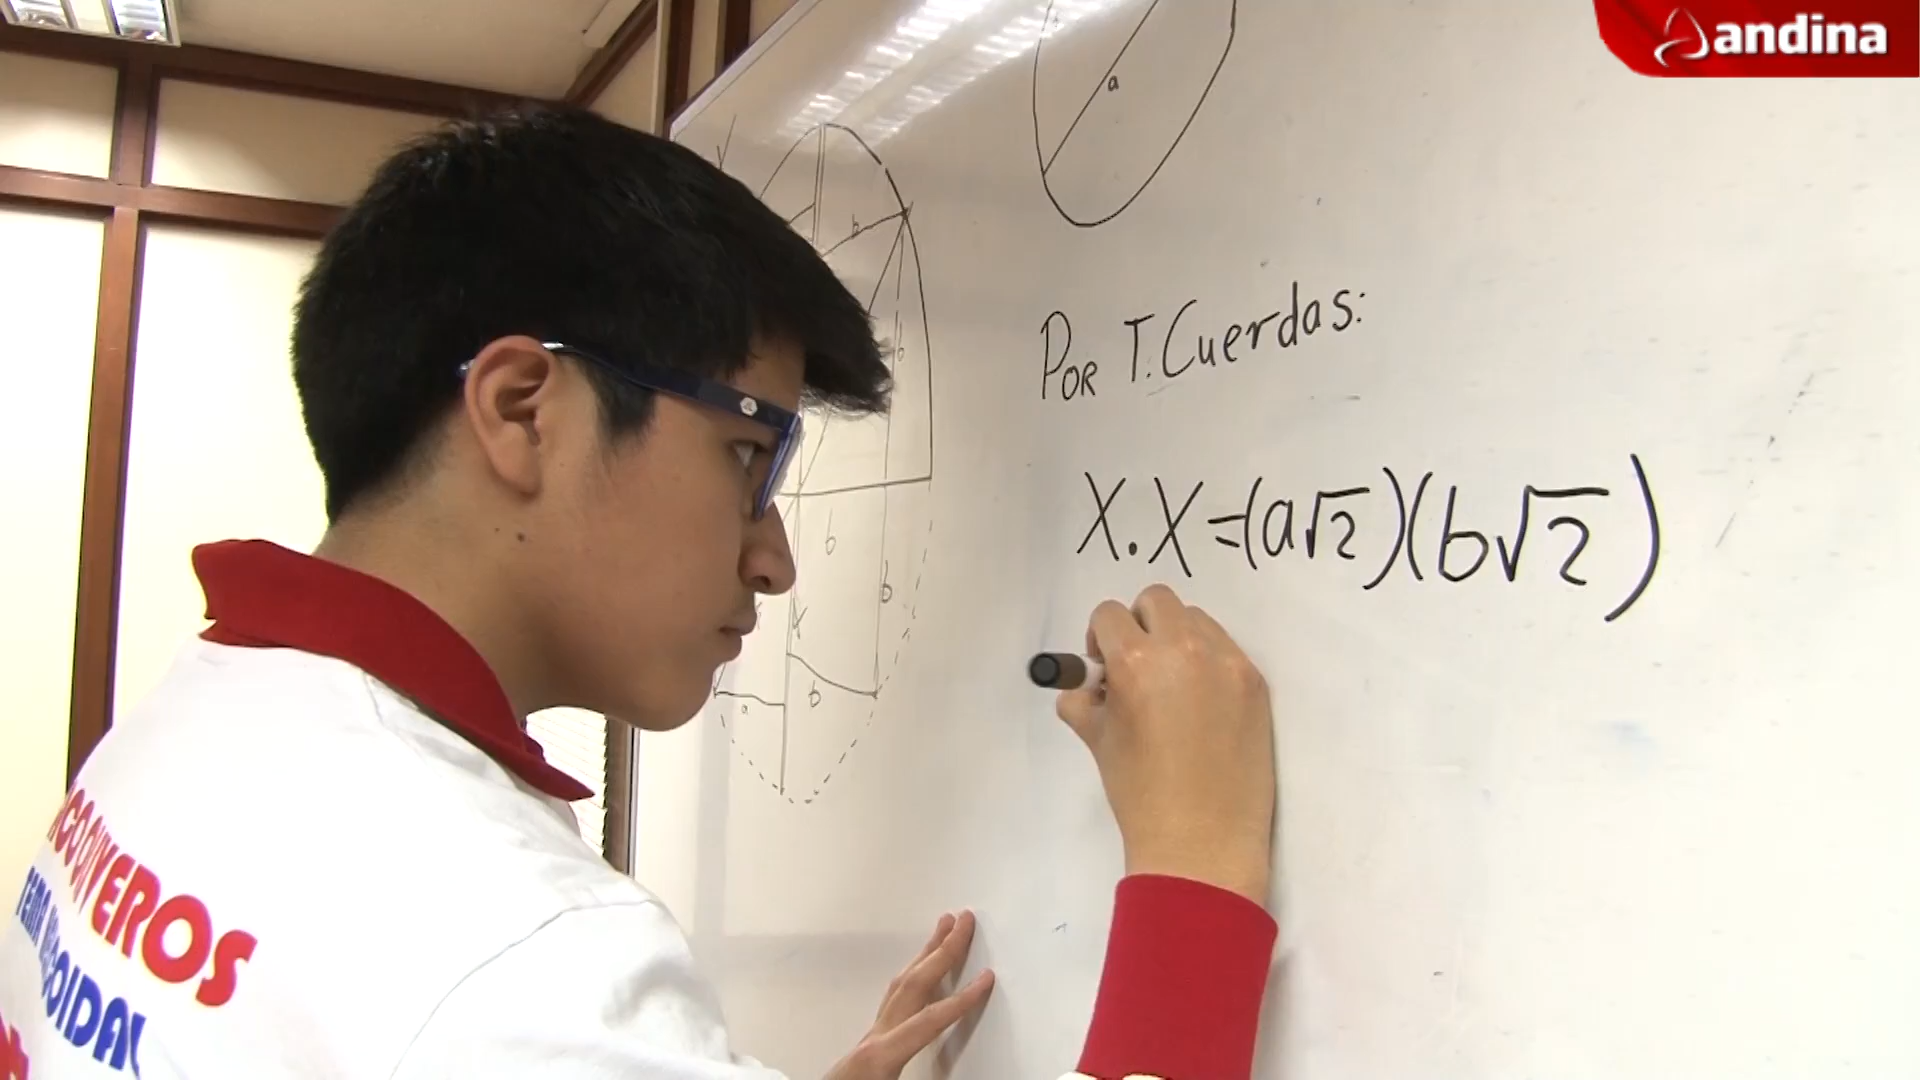 andina
a
b
b
Por T. Cuerdas:
X.X=(a√2)(b√2)
b
b
X
b
a